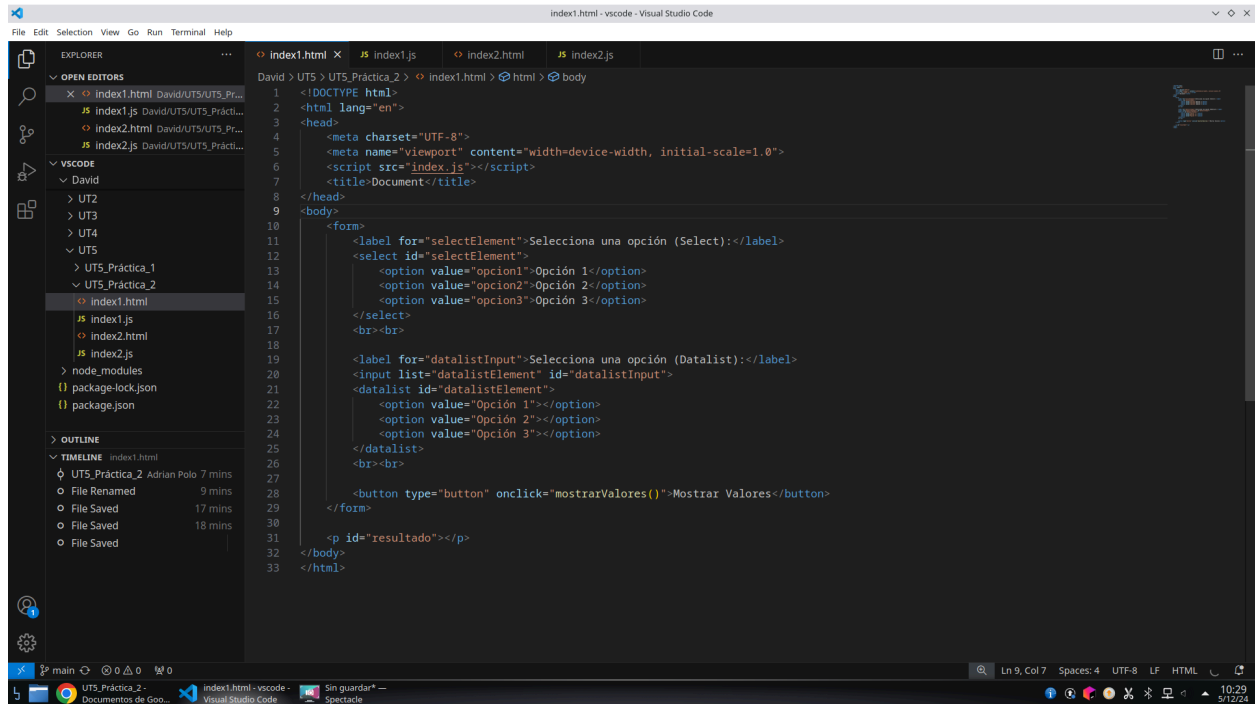 index1.html - vscode - Visual Studio Code
File Edit Selection View Go Run Terminal Help
EXPLORER
OPEN EDITORS
index1.html David/UT5/UT5_Pr...
index1.js David/UT5/UT5_Prácti...
index2.html David/UT5/UT5_Pr...
index2.js David/UT5/UT5_Prácti...
VSCODE
David
UT2
UT3
UT4
UT5
UT5_Práctica_1
UT5_Práctica_2
index1.html
index1.js
index2.html
index2.js
node_modules
package-lock.json
package.json
OUTLINE
TIMELINE index1.html
UT5_Práctica_2 Adrian Polo 7 mins
File Renamed 9 mins
File Saved 17 mins
File Saved 18 mins
File Saved
index1.html JS index1.js index2.html JS index2.js
David > UT5 > UT5_Práctica_2 > index1.html > html > body
1 <!DOCTYPE html>
2 <html lang="en">
3 <head>
4 <meta charset="UTF-8">
5 <meta name="viewport" content="width=device-width, initial-scale=1.0">
6 <script src="index.js"></script>
7 <title>Document</title>
8 </head>
9 <body>
10 <form>
11 <label for="selectElement">Selecciona una opción (Select):</label>
12 <select id="selectElement">
13 <option value="opcion1">Opción 1</option>
14 <option value="opcion2">Opción 2</option>
15 <option value="opcion3">Opción 3</option>
16 </select>
17 <br><br>
18
19 <label for="datalistInput">Selecciona una opción (Datalist):</label>
20 <input list="datalistElement" id="datalistInput">
21 <datalist id="datalistElement">
22 <option value="Opción 1"></option>
23 <option value="Opción 2"></option>
24 <option value="Opción 3"></option>
25 </datalist>
26 <br><br>
27
28 <button type="button" onclick="mostrarValores()">Mostrar Valores</button>
29 </form>
30
31 <p id="resultado"></p>
32 </body>
33 </html>
main 0 0 0 Ln 9, Col 7 Spaces: 4 UTF-8 LF HTML
UT5_Práctica_2 - Documentos de Goo...
index1.html - vscode - Visual Studio Code
Sin guardar* — Spectacle
10:29
5/12/24